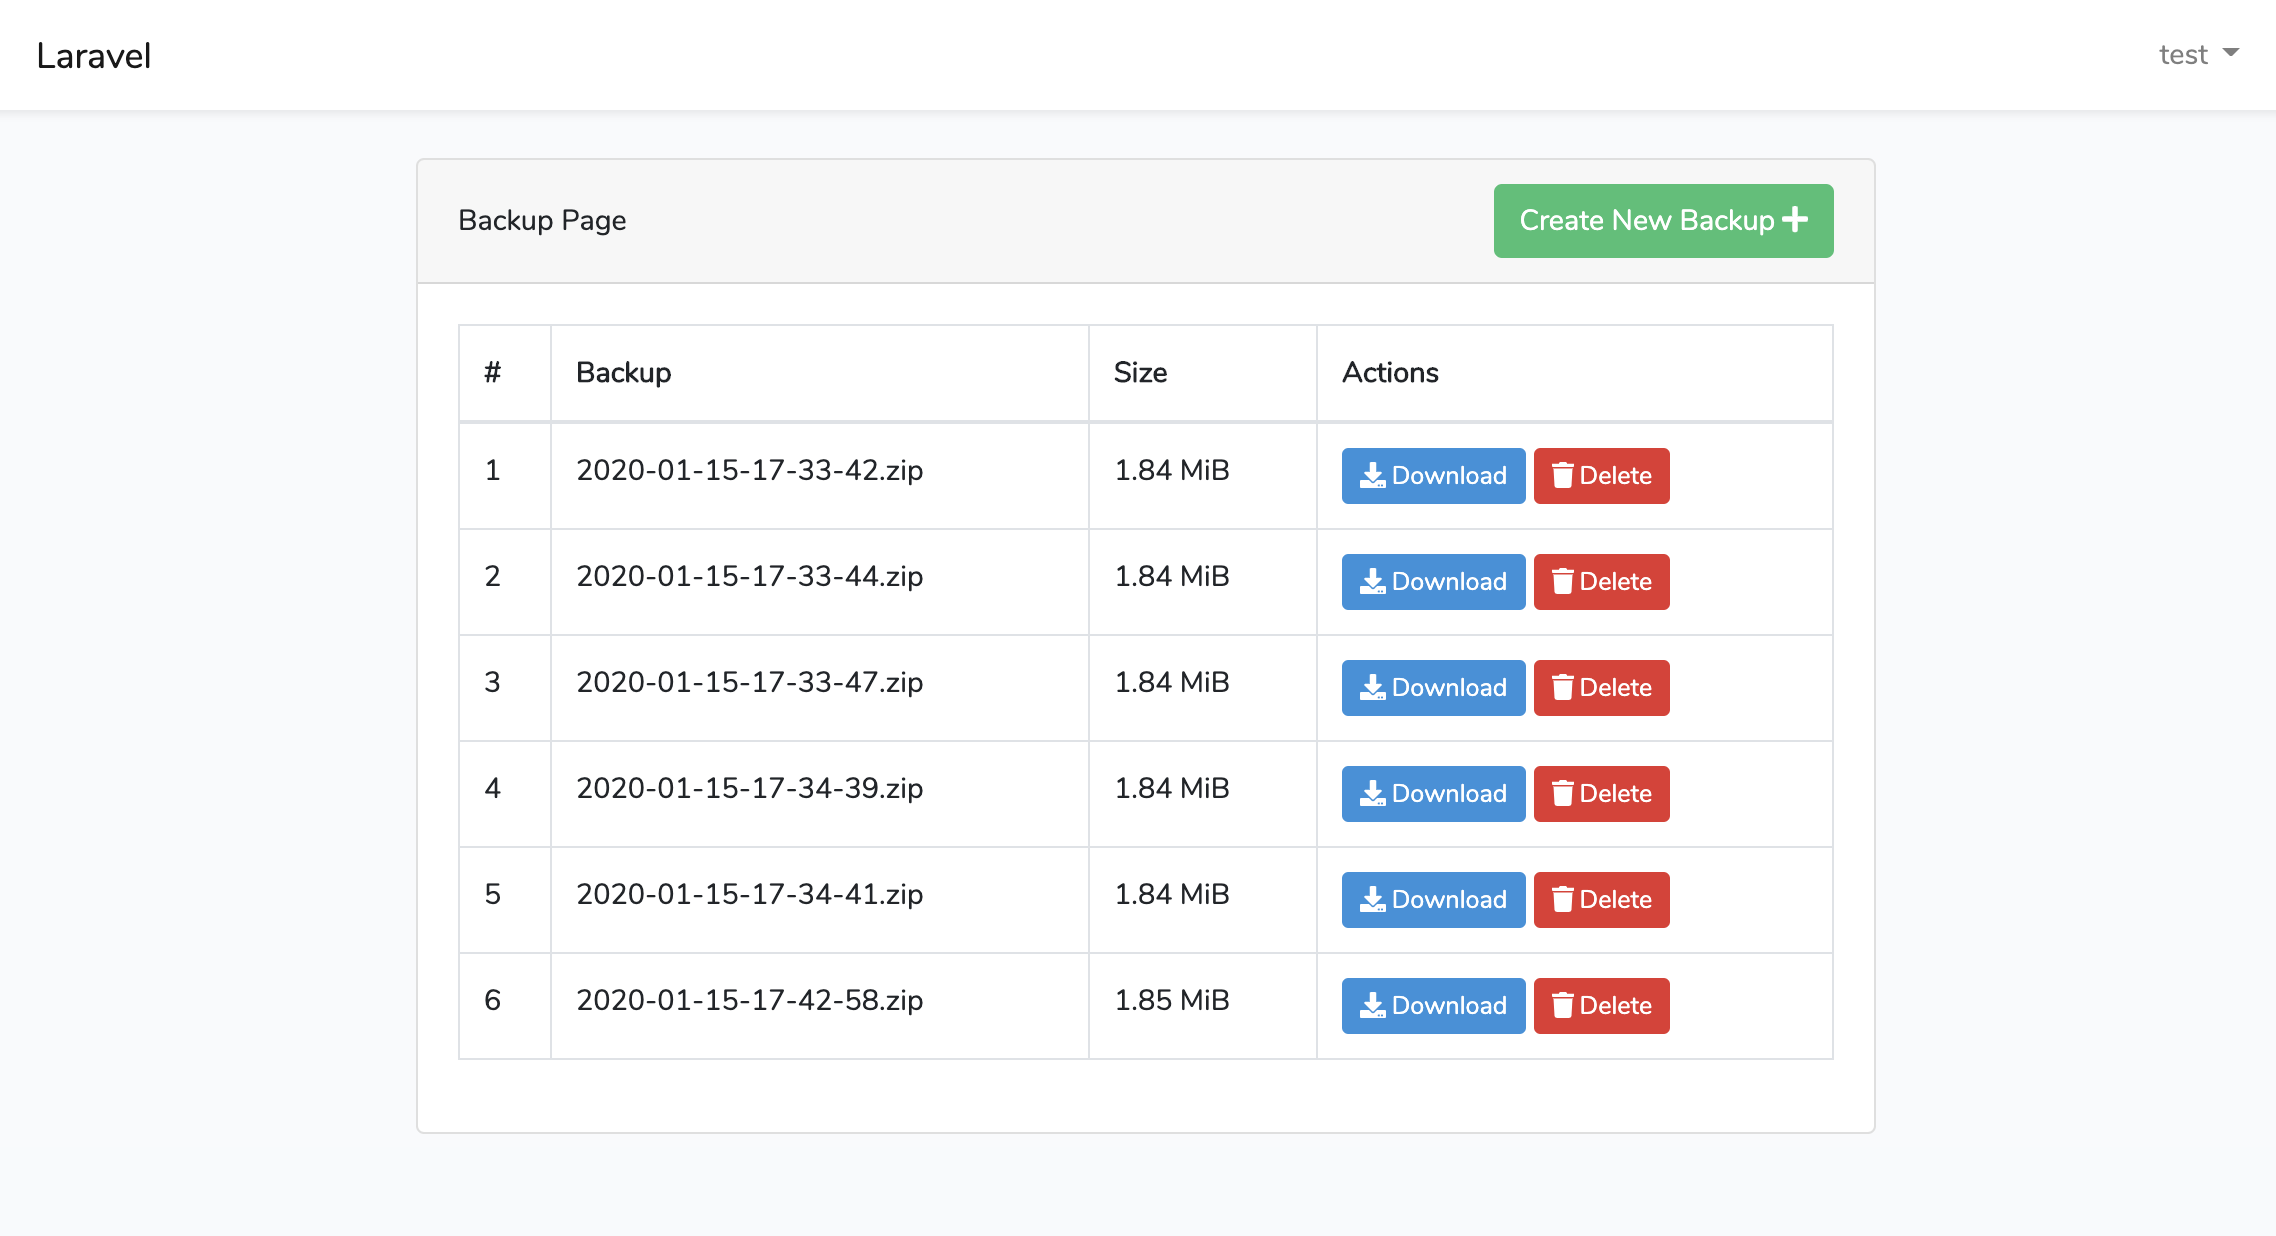 Laravel
test
Backup Page
Create New Backup
# Backup Size Actions
1 2020-01-15-17-33-42.zip 1.84 MiB Download Delete
2 2020-01-15-17-33-44.zip 1.84 MiB Download Delete
3 2020-01-15-17-33-47.zip 1.84 MiB Download Delete
4 2020-01-15-17-34-39.zip 1.84 MiB Download Delete
5 2020-01-15-17-34-41.zip 1.84 MiB Download Delete
6 2020-01-15-17-42-58.zip 1.85 MiB Download Delete